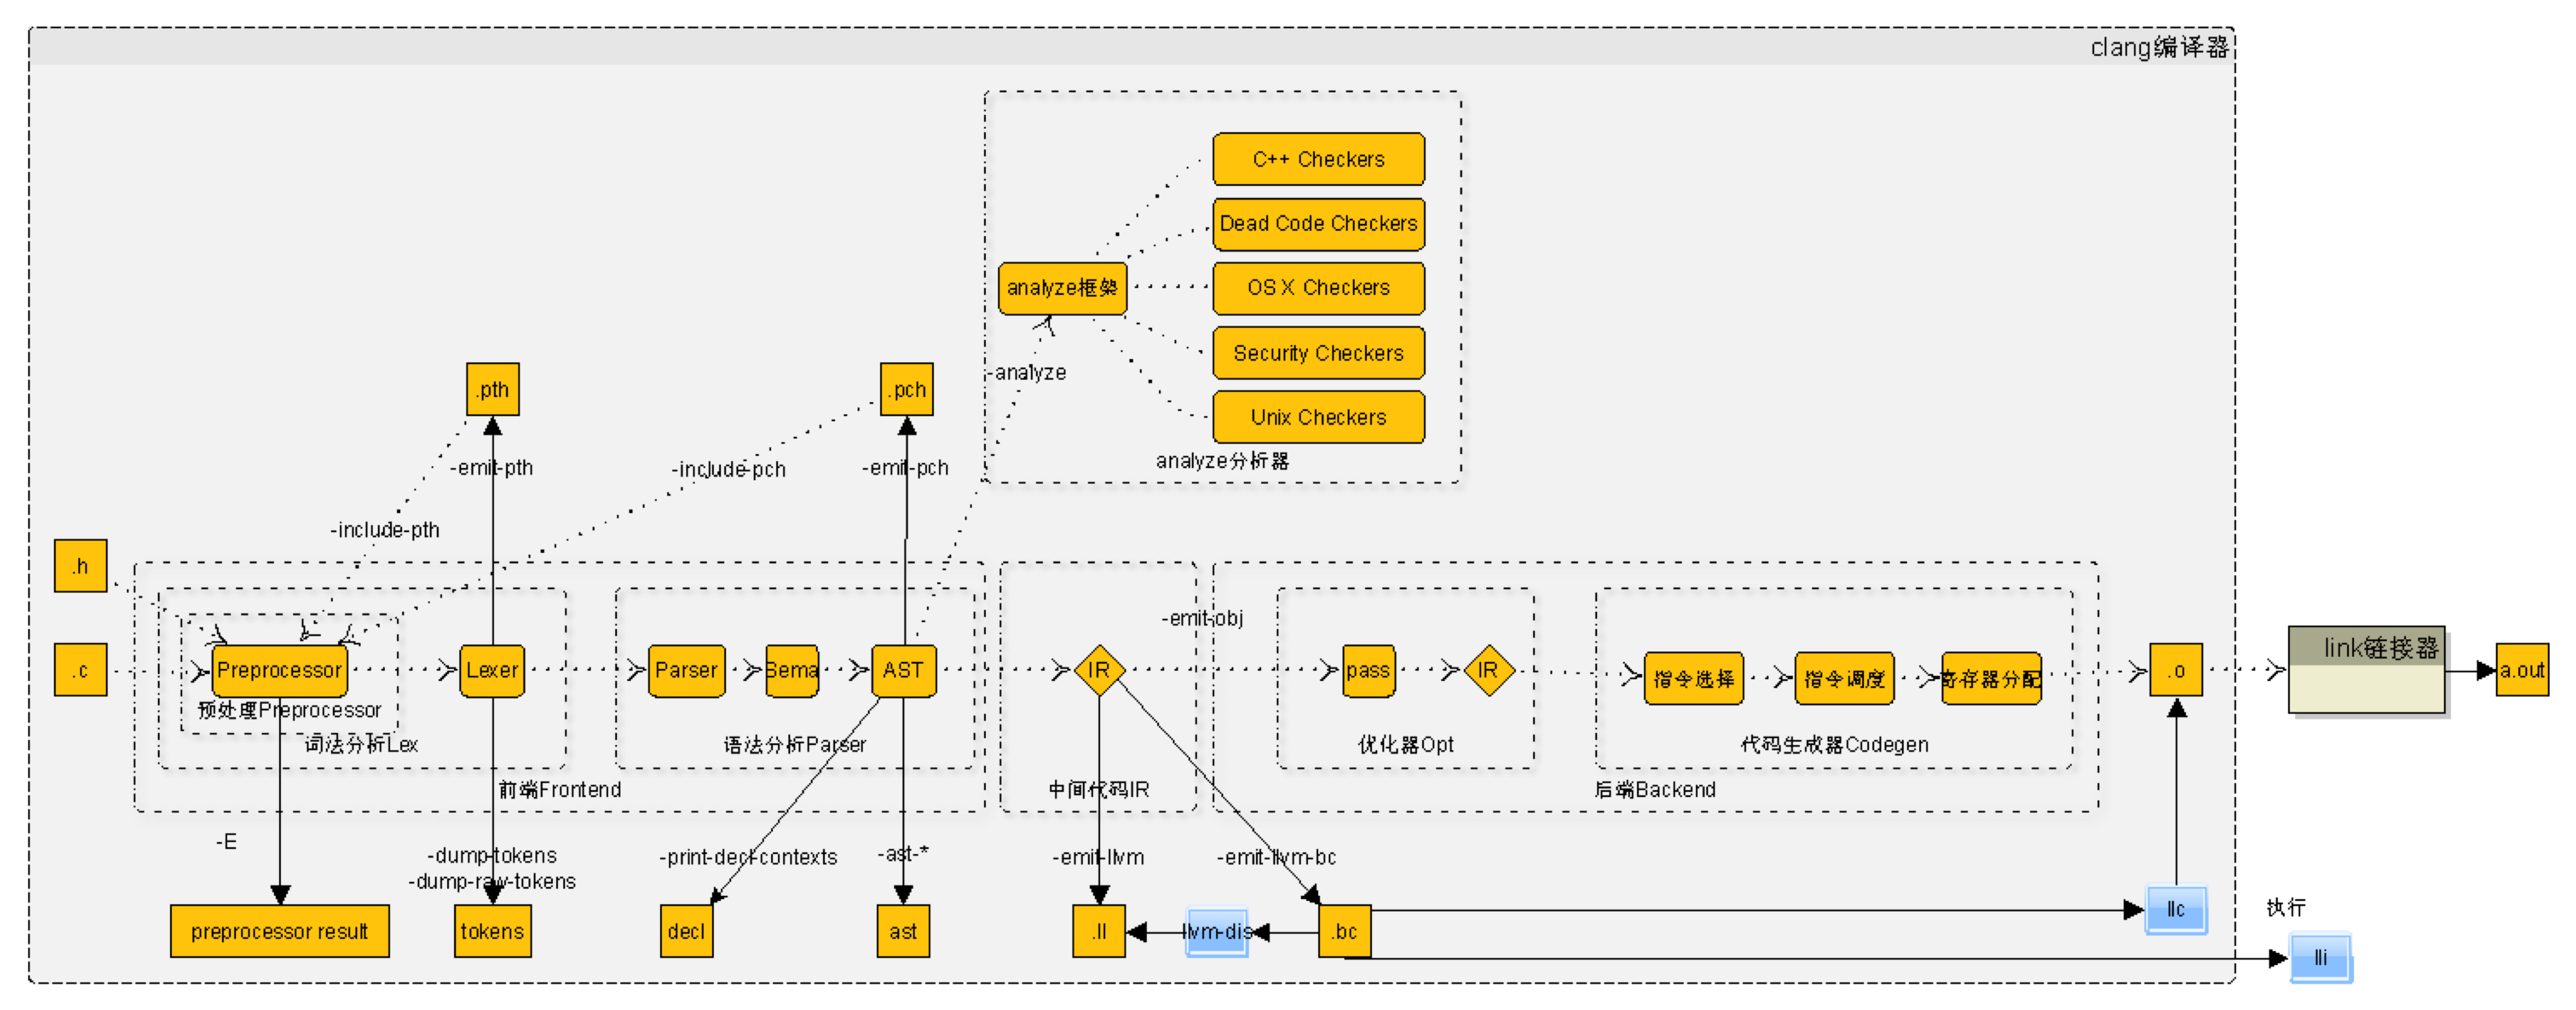 clang编译器
C++ Checkers
Dead Code Checkers
analyze框架
OS X Checkers
Security Checkers
-analyze
Unix Checkers
analyze分析器
.pth
.pch
-emit-pth
-include-pch
-emit-pch
-include-pth
.h
-emit-obj
.c
Preprocessor
Lexer
Parser
Sema
AST
IR
pass
IR
指令选择
指令调度
寄存器分配
.o
link链接器
a.out
预处理Preprocessor
词法分析Lex
语法分析Parser
优化器Opt
代码生成器Codegen
前端Frontend
中间代码IR
后端Backend
-E
-dump-tokens
-dump-raw-tokens
-print-decl-contexts
-ast-*
-emit-llvm
-emit-llvm-bc
preprocessor result
tokens
decl
ast
.ll
llvm-dis
.bc
llc
执行
lli